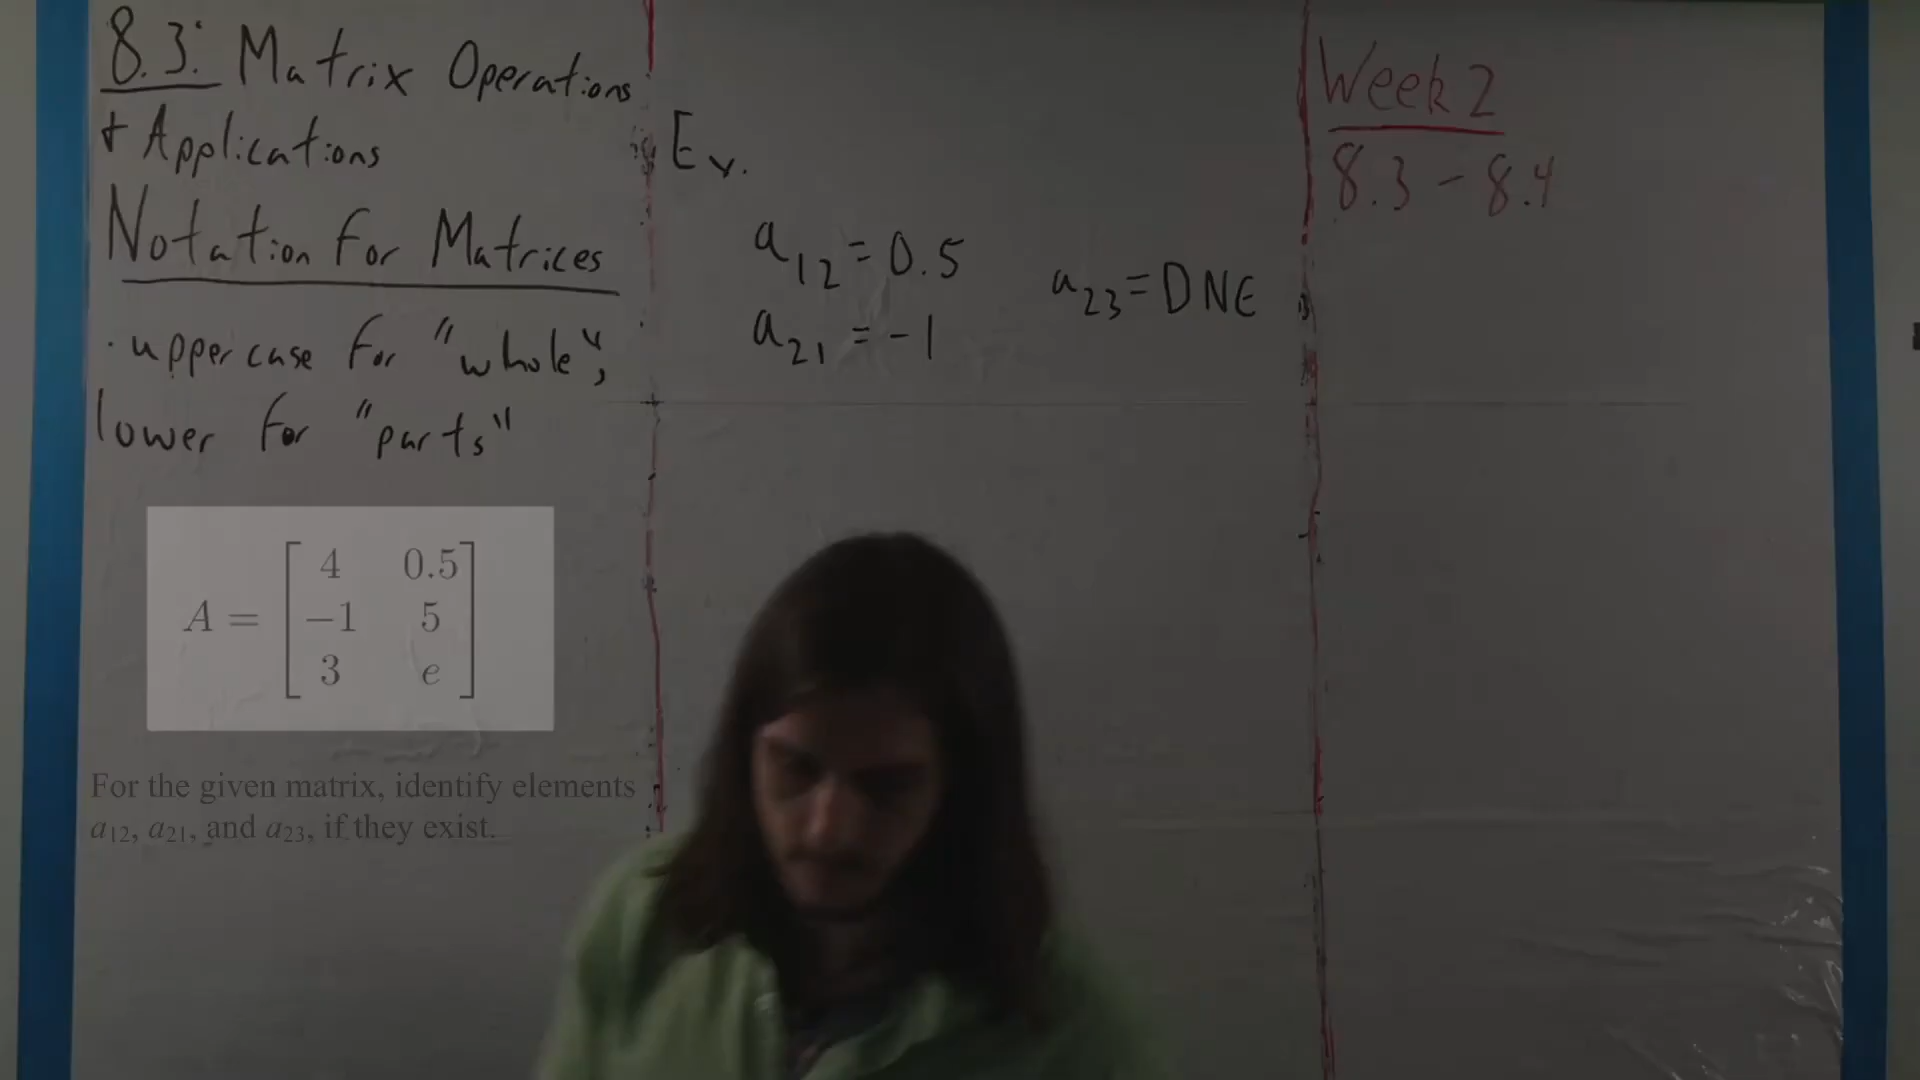 8.3: Matrix Operations
+ Applications
Notation for Matrices
· uppercase for "whole",
lower for "parts"
A = [ 4 0.5
−1 5
3 e ]
For the given matrix, identify elements
a₁₂, a₂₁, and a₂₃, if they exist.
Ex.
a₁₂ = 0.5
a₂₁ = -1
a₂₃ = DNE
Week 2
8.3 - 8.4